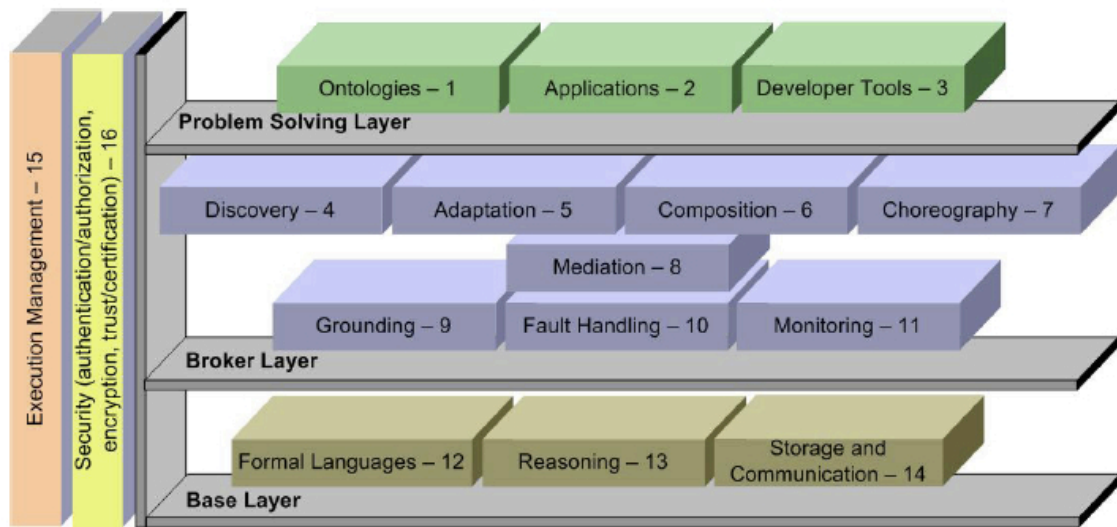 Execution Management – 15
Security (authentication/authorization,
encryption, trust/certification) – 16
Ontologies – 1
Applications – 2
Developer Tools – 3
Problem Solving Layer
Discovery – 4
Adaptation – 5
Composition – 6
Choreography – 7
Mediation – 8
Grounding – 9
Fault Handling – 10
Monitoring – 11
Broker Layer
Formal Languages – 12
Reasoning – 13
Storage and
Communication – 14
Base Layer